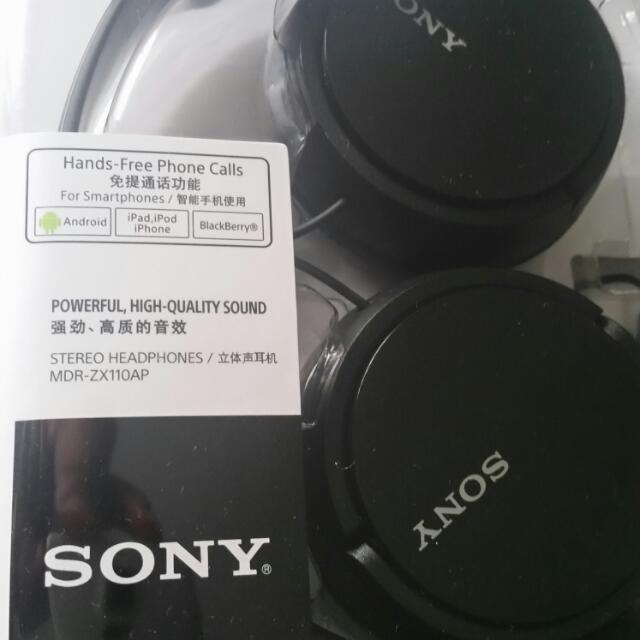 SONY
Hands-Free Phone Calls
免提通话功能
For Smartphones / 智能手机使用
Android
iPad,iPod
iPhone
BlackBerry®
POWERFUL, HIGH-QUALITY SOUND
强劲、高质的音效
STEREO HEADPHONES / 立体声耳机
MDR-ZX110AP
SONY
SONY®